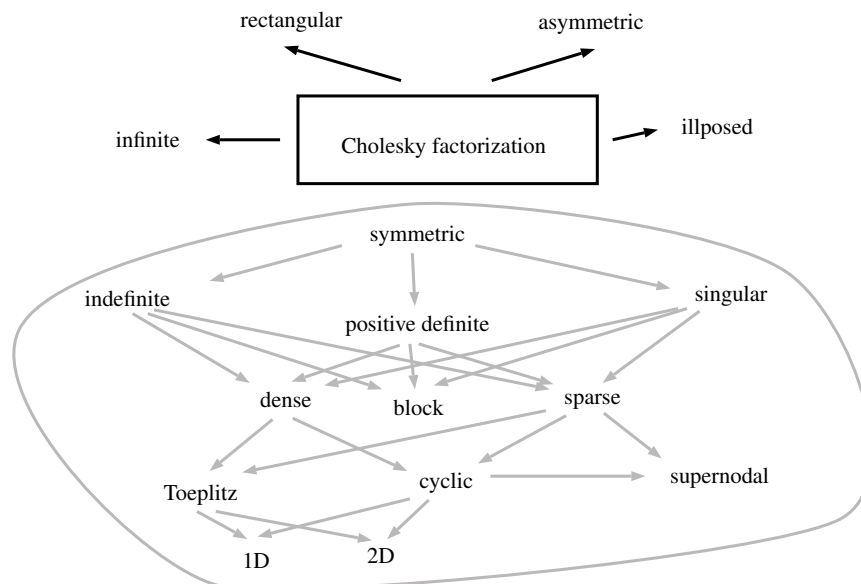 rectangular
asymmetric
infinite
Cholesky factorization
illposed
symmetric
indefinite
singular
positive definite
dense
block
sparse
Toeplitz
cyclic
supernodal
1D
2D